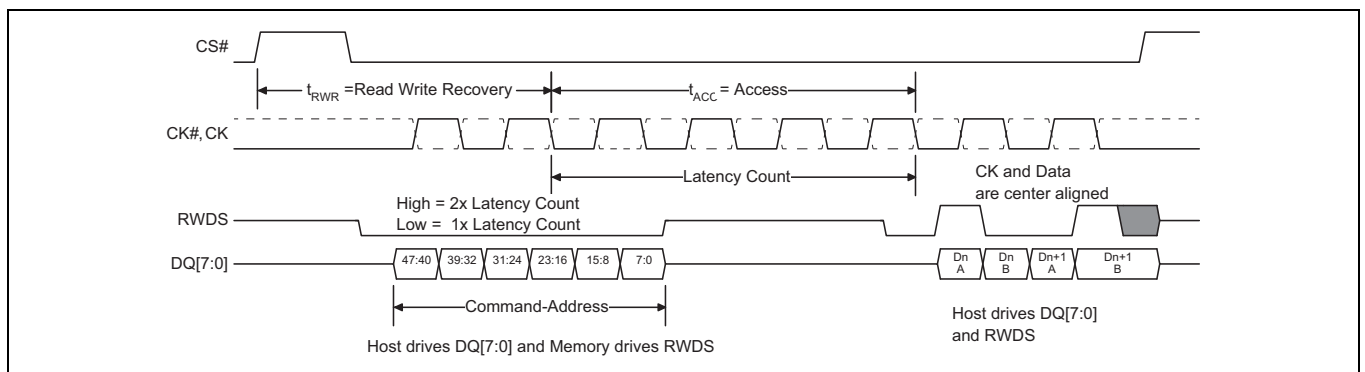 CS#
t_RWR =Read Write Recovery
t_ACC = Access
CK#, CK
Latency Count
CK and Data
are center aligned
High = 2x Latency Count
Low = 1x Latency Count
RWDS
DQ[7:0]
47:40 39:32 31:24 23:16 15:8 7:0
Dn
A
Dn
B
Dn+1
A
Dn+1
B
Command-Address
Host drives DQ[7:0]
and RWDS
Host drives DQ[7:0] and Memory drives RWDS